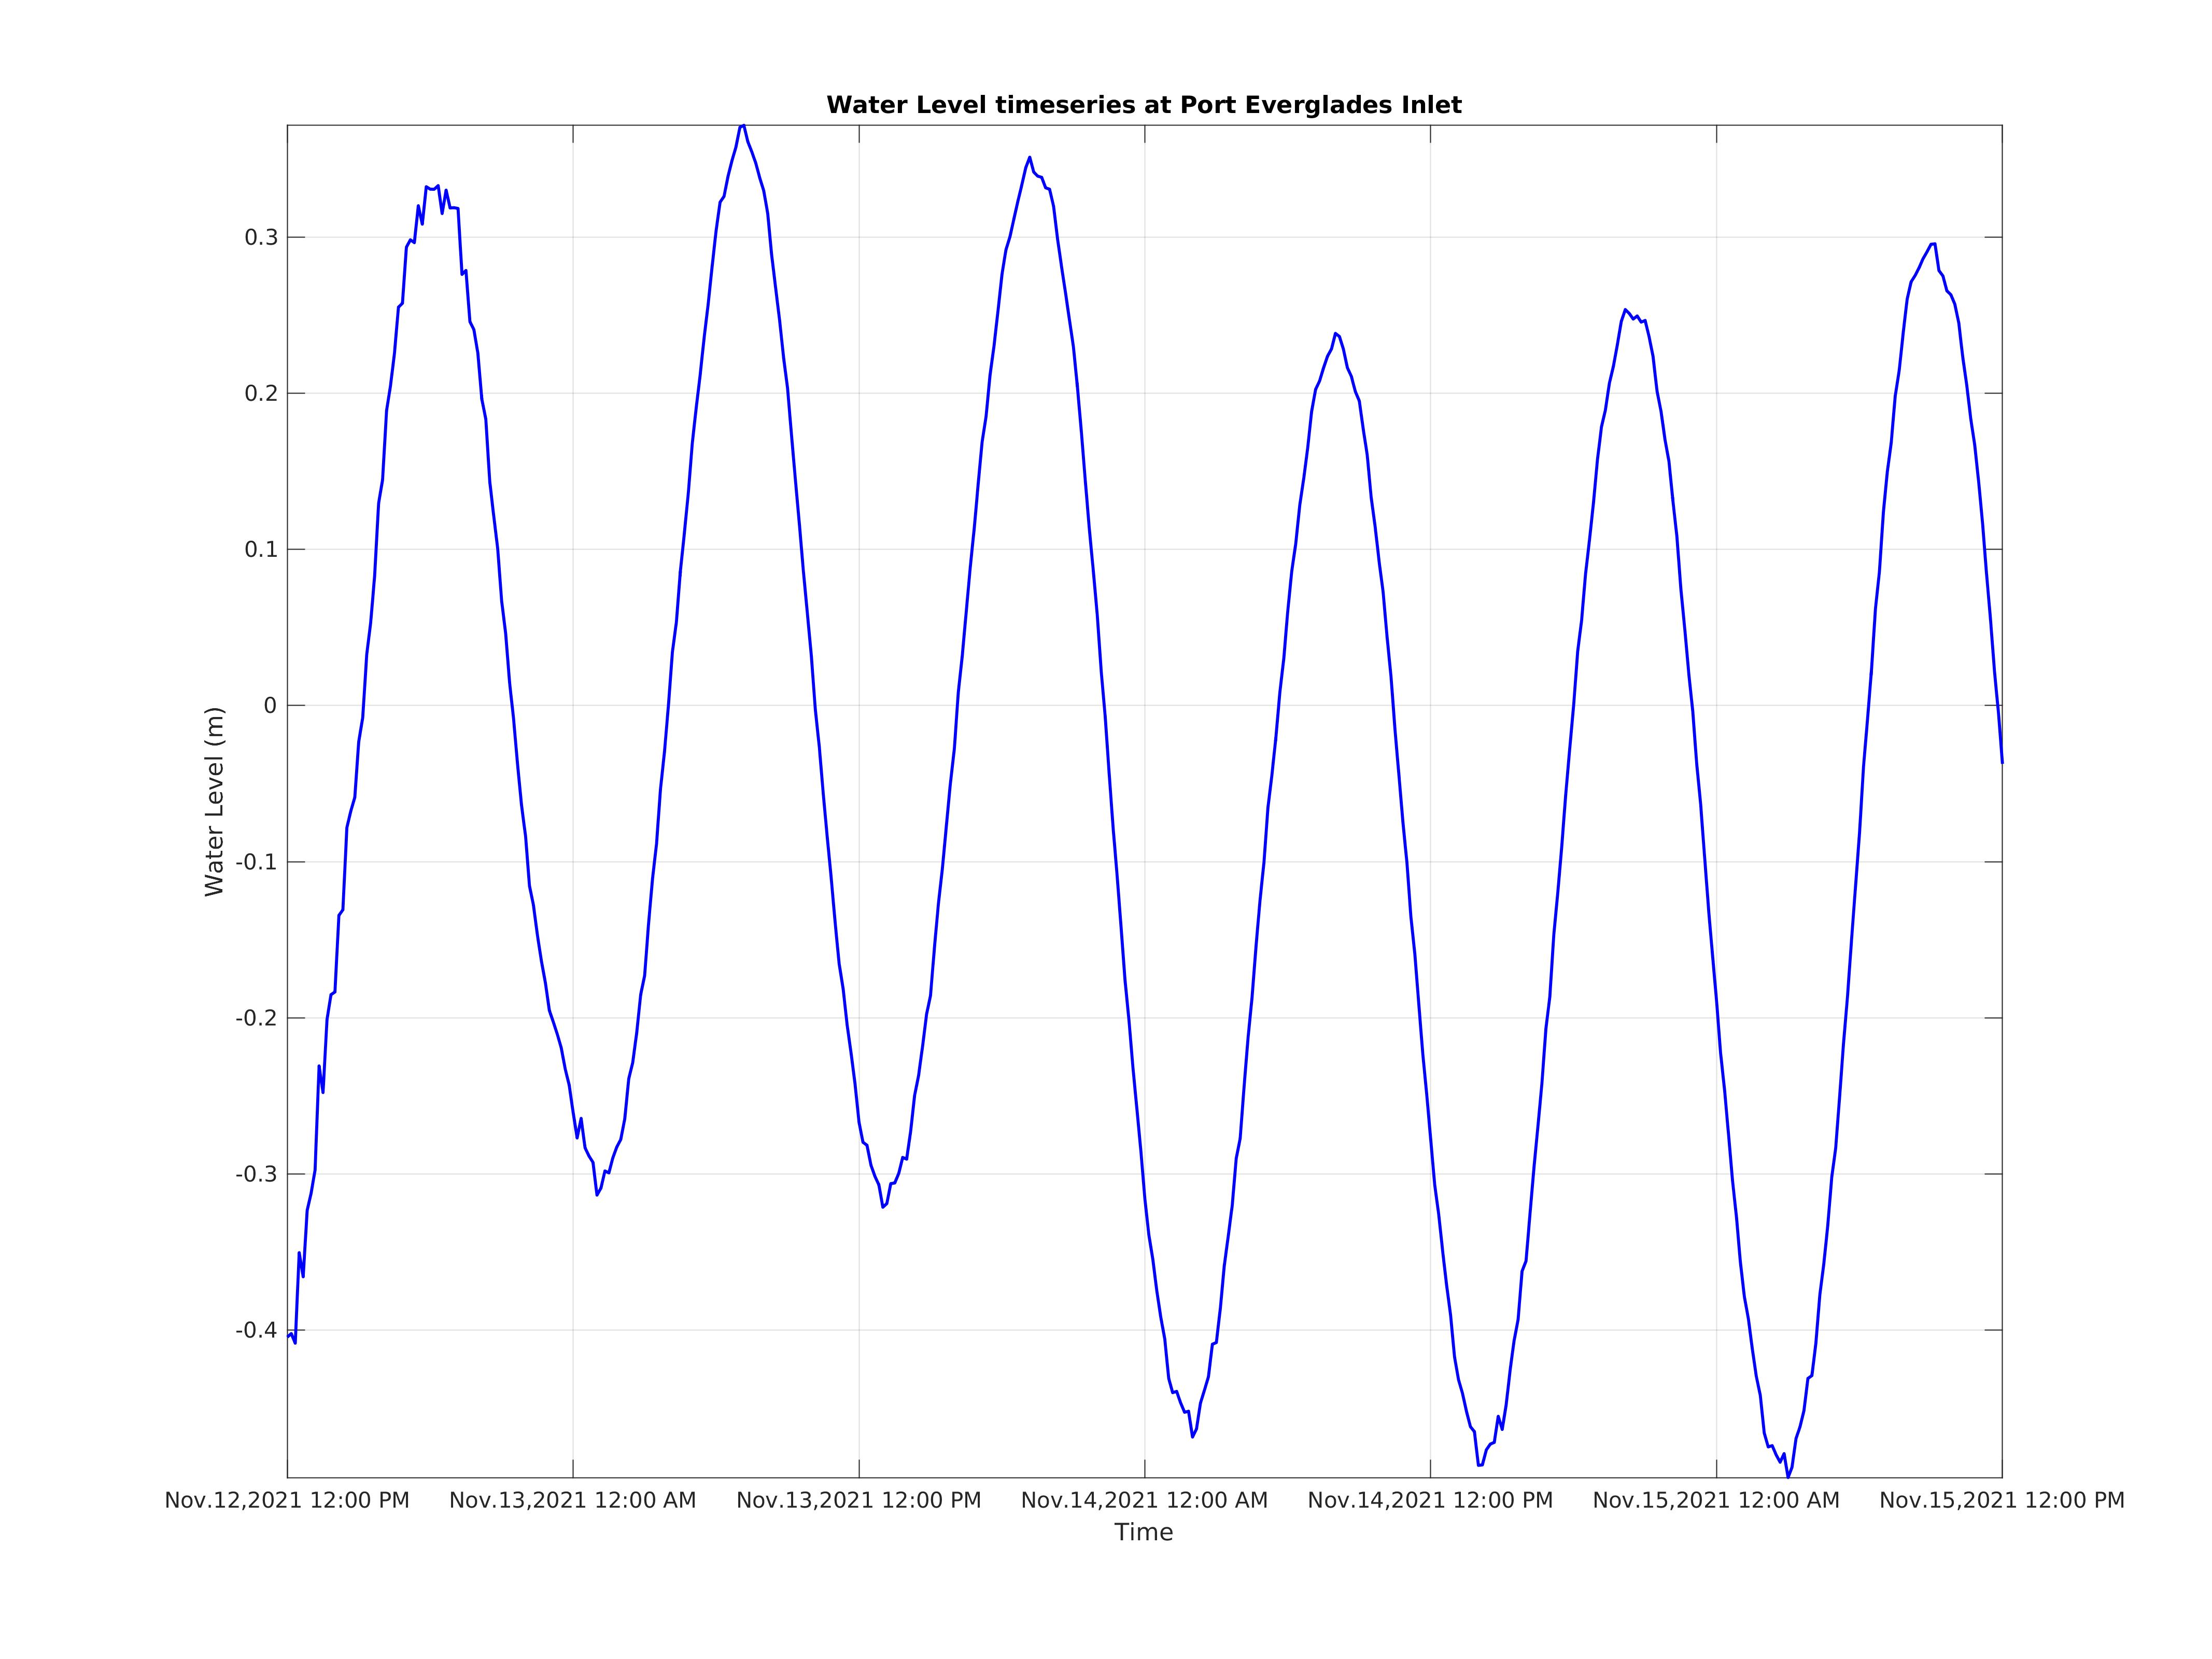 Water Level timeseries at Port Everglades Inlet
0.3
0.2
0.1
0
-0.1
-0.2
-0.3
-0.4
Water Level (m)
Nov.12,2021 12:00 PM Nov.13,2021 12:00 AM Nov.13,2021 12:00 PM Nov.14,2021 12:00 AM Nov.14,2021 12:00 PM Nov.15,2021 12:00 AM Nov.15,2021 12:00 PM
Time